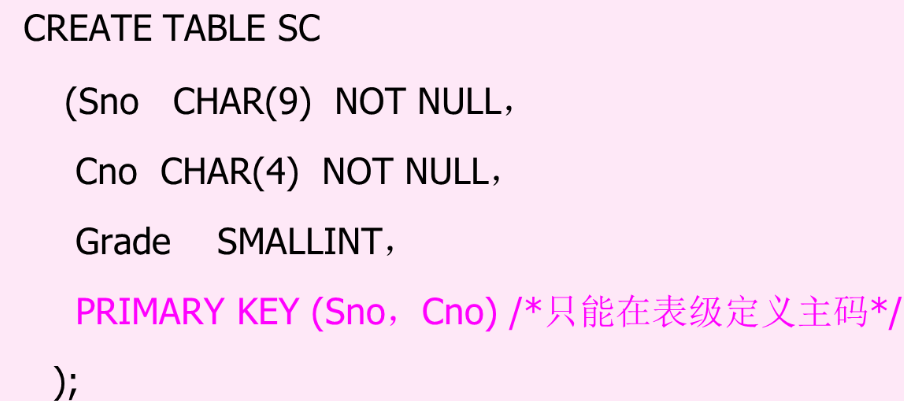 CREATE TABLE SC
(Sno CHAR(9) NOT NULL，
Cno CHAR(4) NOT NULL，
Grade SMALLINT，
PRIMARY KEY (Sno，Cno) /*只能在表级定义主码*/
);